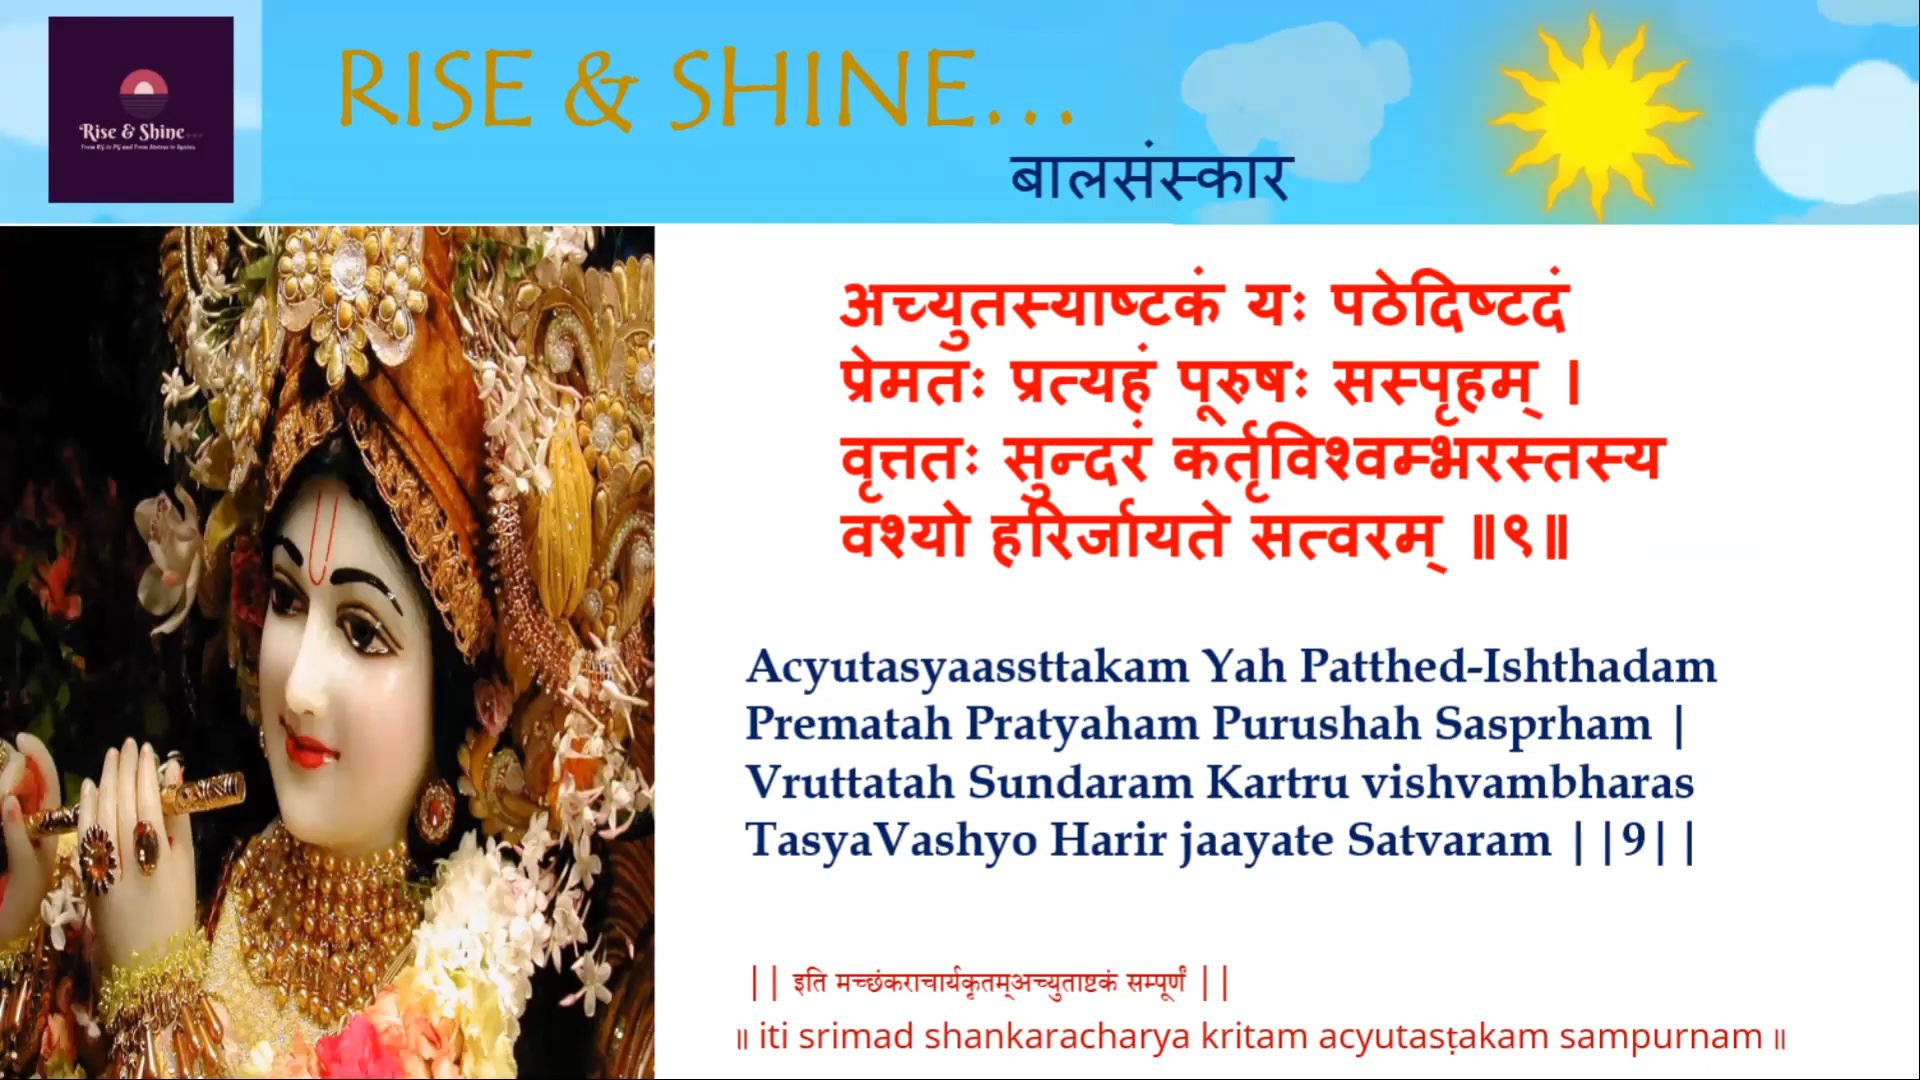 Rise & Shine
RISE & SHINE...
बालसंस्कार
अच्युतस्याष्टकं यः पठेदिष्टदं
प्रेमतः प्रत्यहं पूरुषः सस्पृहम् ।
वृत्ततः सुन्दरं कर्तृविश्वम्भरस्तस्य
वश्यो हरिर्जायते सत्वरम् ॥९॥
Acyutasyaassttakam Yah Patthed-Ishthadam
Prematah Pratyaham Purushah Sasprham |
Vruttatah Sundaram Kartru vishvambharas
TasyaVashyo Harir jaayate Satvaram ||9||
|| इति मच्छंकराचार्यकृतम्अच्युताष्टकं सम्पूर्णं ||
॥ iti srimad shankaracharya kritam acyutasṭakam sampurnam ॥